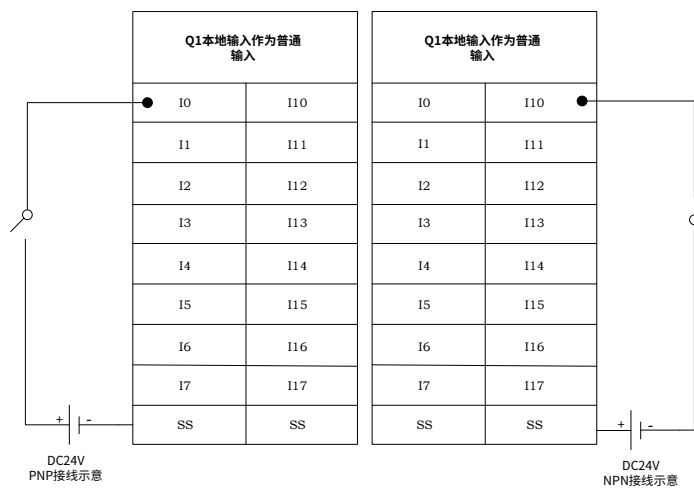 Q1本地输入作为普通
输入
I0 I10
I1 I11
I2 I12
I3 I13
I4 I14
I5 I15
I6 I16
I7 I17
SS SS
+ -
DC24V
PNP接线示意
Q1本地输入作为普通
输入
I0 I10
I1 I11
I2 I12
I3 I13
I4 I14
I5 I15
I6 I16
I7 I17
SS SS
+ -
DC24V
NPN接线示意